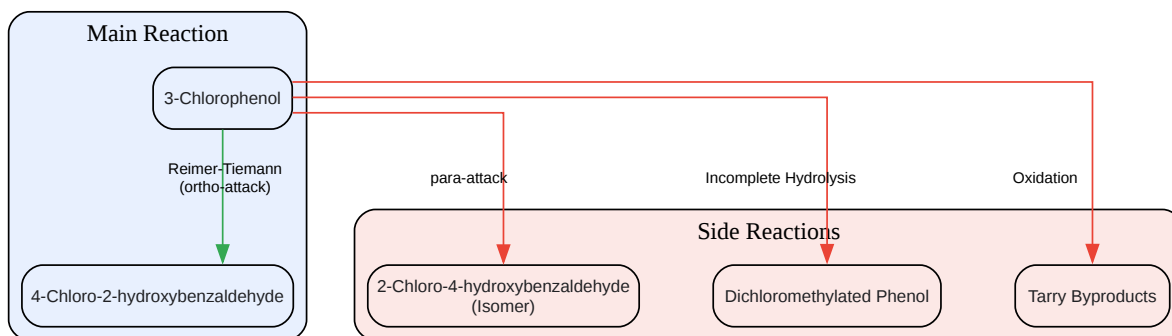 Main Reaction
3-Chlorophenol
Reimer-Tiemann
(ortho-attack)
para-attack
Incomplete Hydrolysis
Oxidation
Side Reactions
4-Chloro-2-hydroxybenzaldehyde
2-Chloro-4-hydroxybenzaldehyde
(Isomer)
Dichloromethylated Phenol
Tarry Byproducts